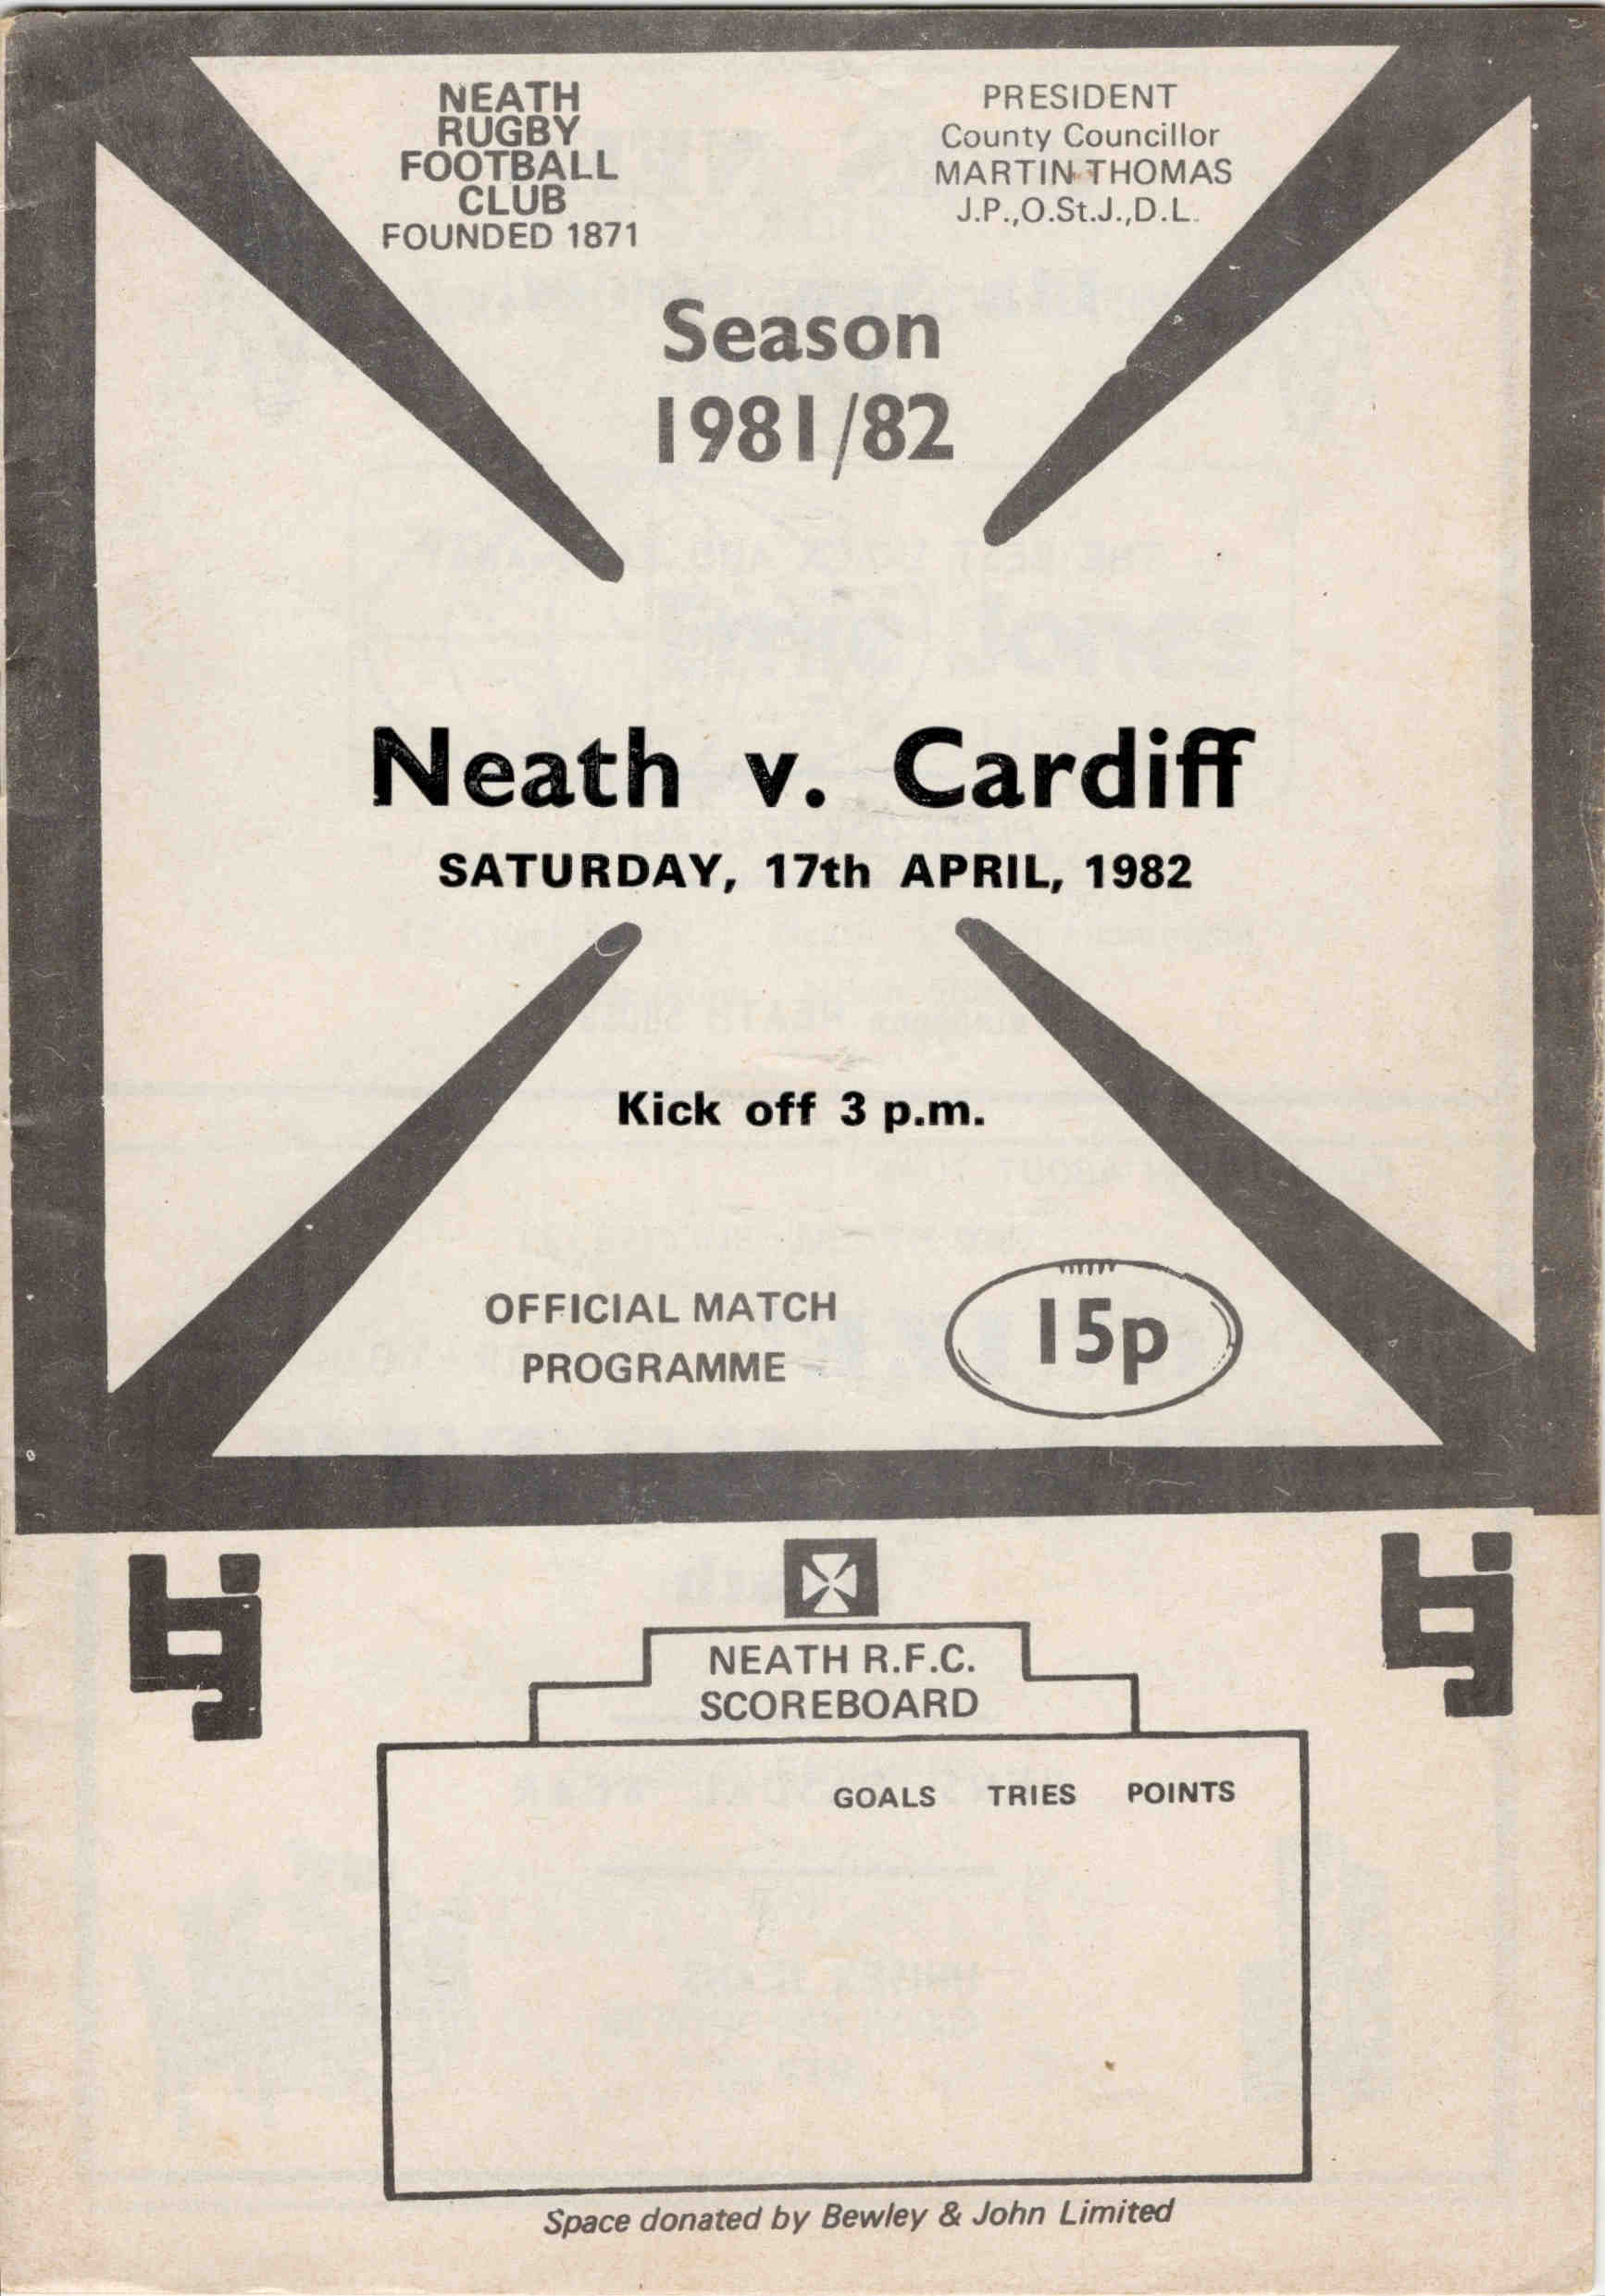 NEATH
RUGBY
FOOTBALL
CLUB
FOUNDED 1871
PRESIDENT
County Councillor
MARTIN THOMAS
J.P.,O.St.J.,D.L.
Season
1981/82
Neath v. Cardiff
SATURDAY, 17th APRIL, 1982
Kick off 3 p.m.
OFFICIAL MATCH
PROGRAMME
15p
NEATH R.F.C.
SCOREBOARD
GOALS TRIES POINTS
Space donated by Bewley & John Limited